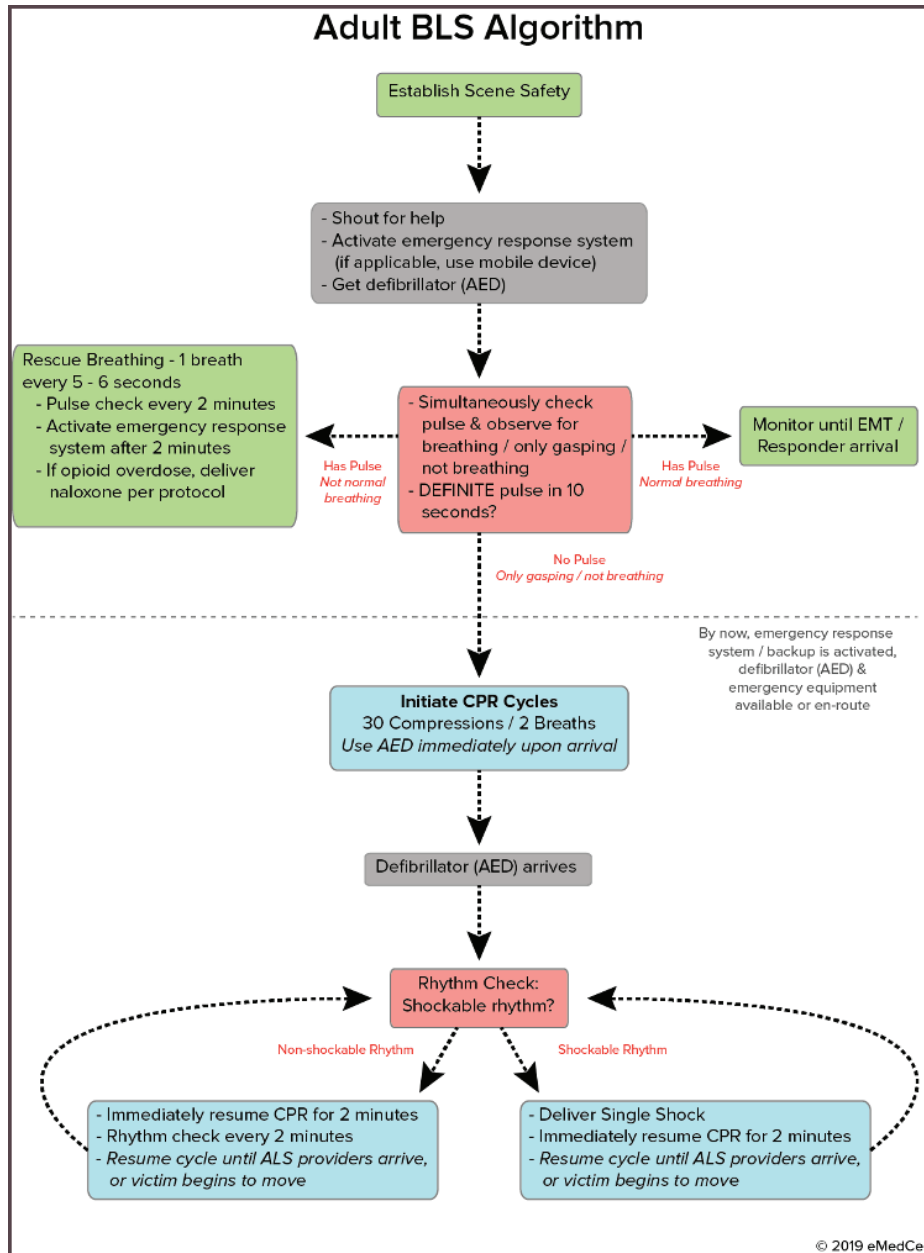 Adult BLS Algorithm
Establish Scene Safety
- Shout for help
- Activate emergency response system
(if applicable, use mobile device)
- Get defibrillator (AED)
Rescue Breathing - 1 breath
every 5 - 6 seconds
- Pulse check every 2 minutes
- Activate emergency response
system after 2 minutes
- If opioid overdose, deliver
naloxone per protocol
Has Pulse
Not normal
breathing
- Simultaneously check
pulse & observe for
breathing / only gasping /
not breathing
- DEFINITE pulse in 10
seconds?
Has Pulse
Normal breathing
Monitor until EMT /
Responder arrival
No Pulse
Only gasping / not breathing
By now, emergency response
system / backup is activated,
defibrillator (AED) &
emergency equipment
available or en-route
Initiate CPR Cycles
30 Compressions / 2 Breaths
Use AED immediately upon arrival
Defibrillator (AED) arrives
Rhythm Check:
Shockable rhythm?
Non-shockable Rhythm
Shockable Rhythm
- Immediately resume CPR for 2 minutes
- Rhythm check every 2 minutes
- Resume cycle until ALS providers arrive,
or victim begins to move
- Deliver Single Shock
- Immediately resume CPR for 2 minutes
- Resume cycle until ALS providers arrive,
or victim begins to move
© 2019 eMedCe